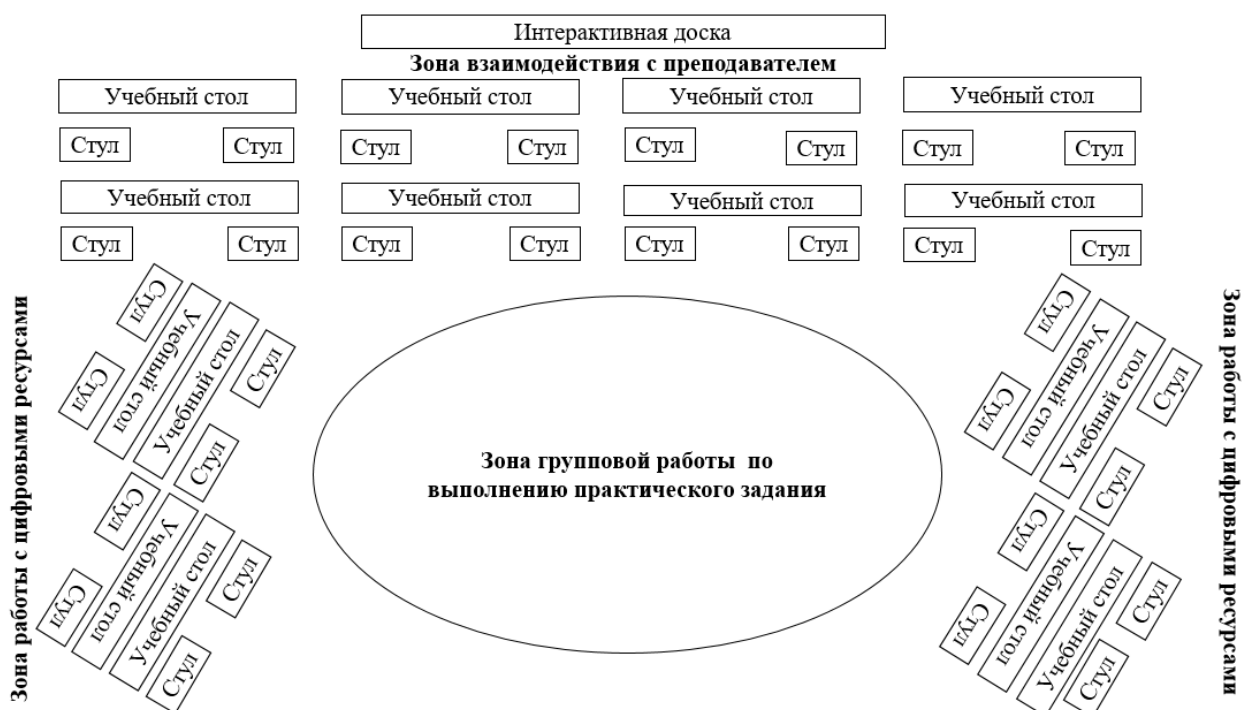 Интерактивная доска
Зона взаимодействия с преподавателем
Учебный стол
Учебный стол
Учебный стол
Учебный стол
Стул
Стул
Стул
Стул
Стул
Стул
Стул
Стул
Учебный стол
Учебный стол
Учебный стол
Учебный стол
Стул
Стул
Стул
Стул
Стул
Стул
Стул
Стул
Зона работы с цифровыми ресурсами
Стул
Стул
Учебный стол
Учебный стол
Стул
Стул
Стул
Стул
Учебный стол
Учебный стол
Стул
Стул
Зона групповой работы по
выполнению практического задания
Стул
Стул
Учебный стол
Учебный стол
Стул
Стул
Стул
Стул
Учебный стол
Учебный стол
Стул
Стул
Зона работы с цифровыми ресурсами